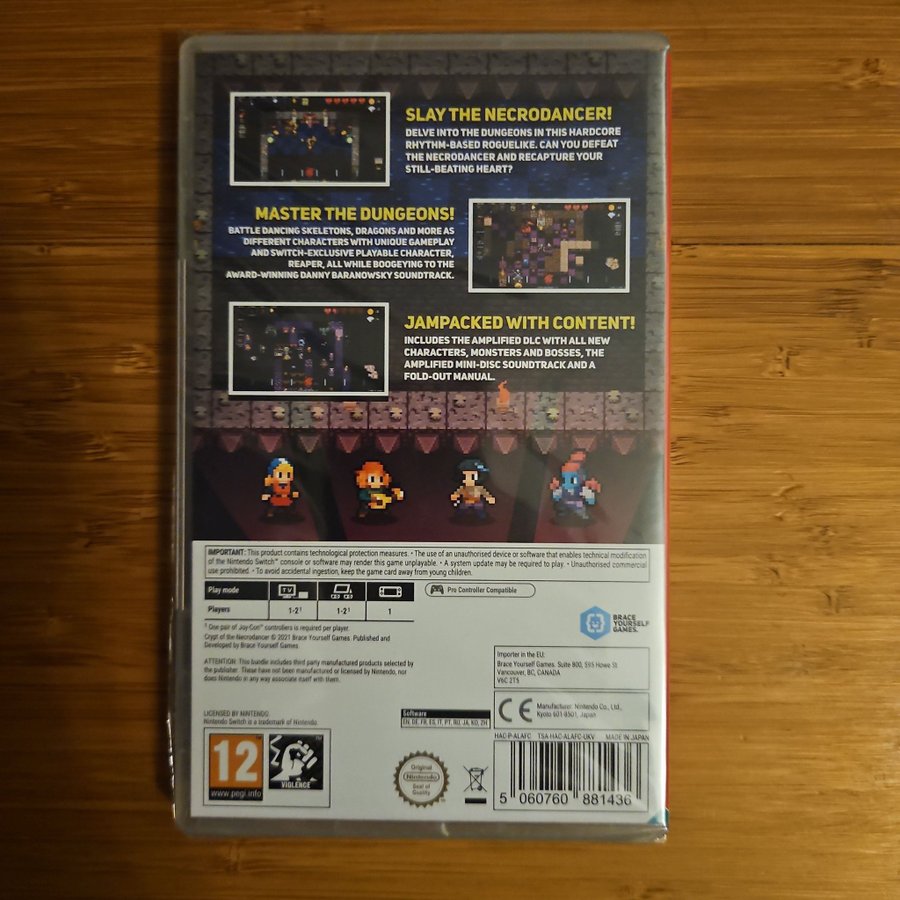 SLAY THE NECRODANCER!
DELVE INTO THE DUNGEONS IN THIS HARDCORE
RHYTHM-BASED ROGUELIKE. CAN YOU DEFEAT
THE NECRODANCER AND RECAPTURE YOUR
STILL-BEATING HEART?
MASTER THE DUNGEONS!
BATTLE DANCING SKELETONS, DRAGONS AND MORE AS
DIFFERENT CHARACTERS WITH UNIQUE GAMEPLAY
AND SWITCH-EXCLUSIVE PLAYABLE CHARACTER,
REAPER, ALL WHILE BOOGEYING TO THE
AWARD-WINNING DANNY BARANOWSKY SOUNDTRACK.
JAMPACKED WITH CONTENT!
INCLUDES THE AMPLIFIED DLC WITH ALL NEW
CHARACTERS, MONSTERS AND BOSSES, THE
AMPLIFIED MINI-DISC SOUNDTRACK AND A
FOLD-OUT MANUAL.
IMPORTANT: This product contains technological protection measures. • The use of an unauthorised device or software that enables technical modification
of the Nintendo Switch™ console or software may render this game unplayable. • A system update may be required to play. • Unauthorised commercial
use prohibited. • To avoid accidental ingestion, keep the game card away from young children.
Play mode TV
Pro Controller Compatible
Players 1-2¹ 1-2¹ 1
¹ One pair of Joy-Con™ controllers is required per player.
Crypt of the Necrodancer © 2021 Brace Yourself Games. Published and
Developed by Brace Yourself Games.
BRACE
YOURSELF
GAMES.
ATTENTION: This bundle includes third party manufactured products selected by
the publisher. These have not been manufactured or licensed by Nintendo, nor
does Nintendo in any way associate itself with them.
Importer in the EU:
Brace Yourself Games. Suite 800, 595 Howe St.
Vancouver, BC, CANADA
V6C 2T5
CE
Manufacturer: Nintendo Co., Ltd.,
Kyoto 601-8501, Japan
LICENSED BY NINTENDO
Nintendo Switch is a trademark of Nintendo.
Software
EN, DE, FR, ES, IT, PT, RU, JA, KO, ZH
HAC-P-ALAFC TSA-HAC-ALAFC-UKV MADE IN JAPAN
12
www.pegi.info
VIOLENCE
Original
Nintendo
Seal of
Quality
5 060760 881436